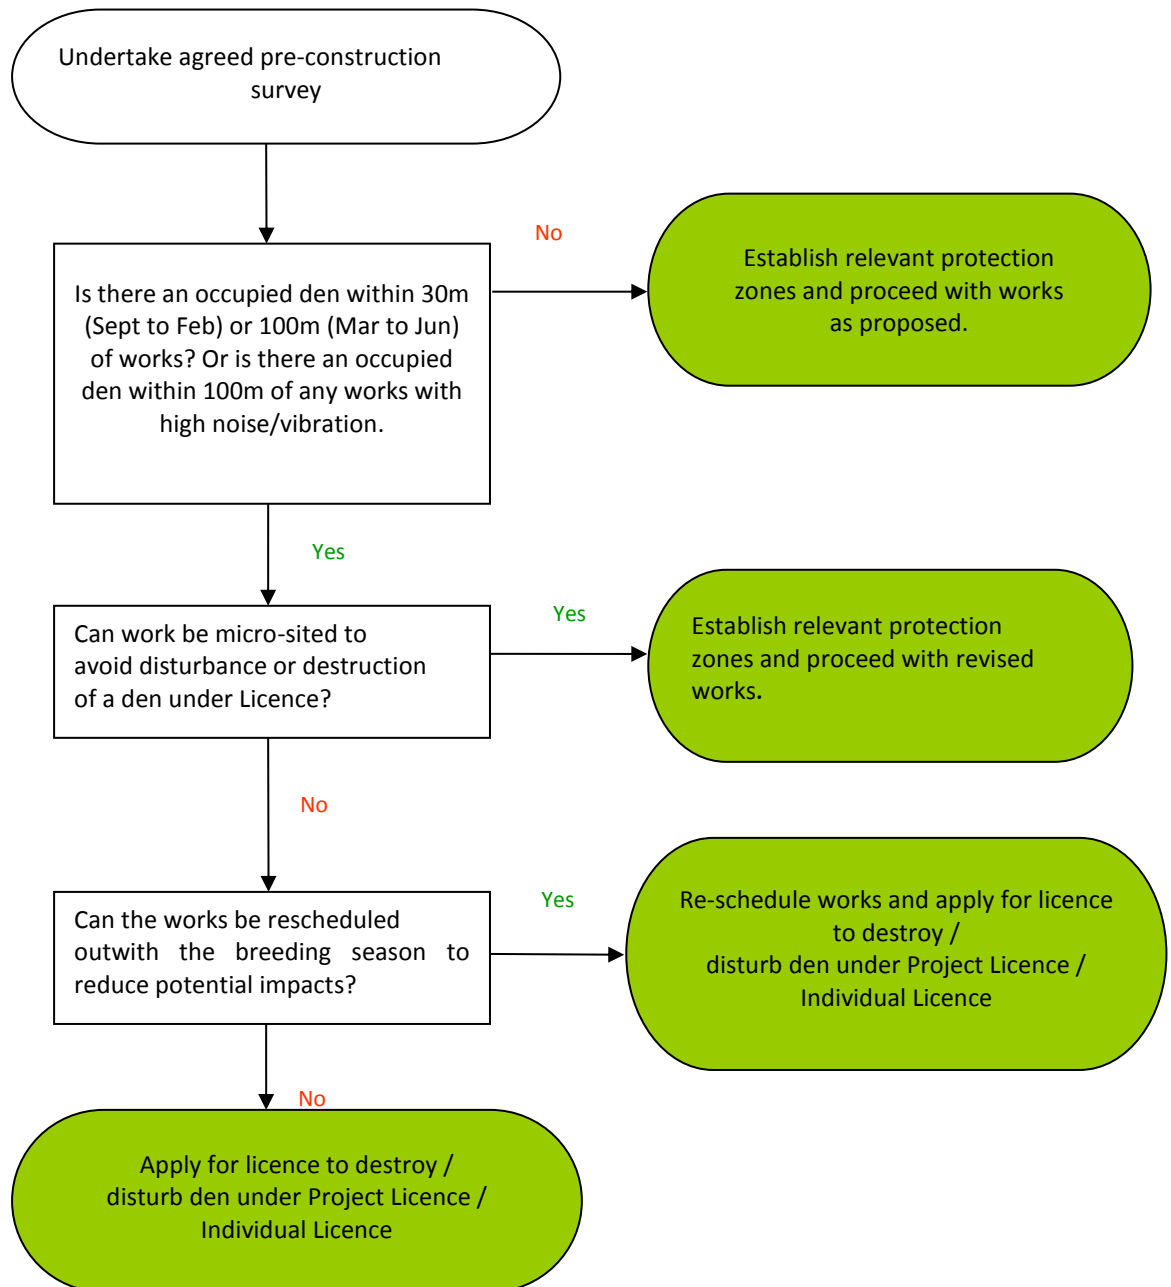 Undertake agreed pre-construction
survey
No
Establish relevant protection
zones and proceed with works
as proposed.
Is there an occupied den within 30m
(Sept to Feb) or 100m (Mar to Jun)
of works? Or is there an occupied
den within 100m of any works with
high noise/vibration.
Yes
Can work be micro-sited to
avoid disturbance or destruction
of a den under Licence?
Yes
Establish relevant protection
zones and proceed with revised
works.
No
Can the works be rescheduled
outwith the breeding season to
reduce potential impacts?
Yes
Re-schedule works and apply for licence
to destroy /
disturb den under Project Licence /
Individual Licence
No
Apply for licence to destroy /
disturb den under Project Licence /
Individual Licence